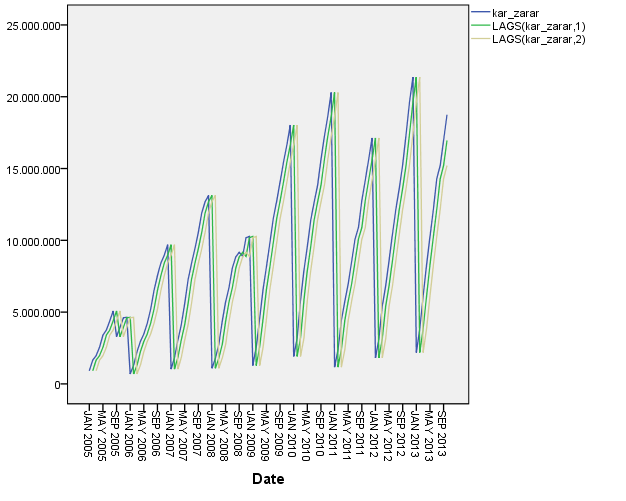 kar_zarar
LAGS(kar_zarar,1)
LAGS(kar_zarar,2)
25.000.000
20.000.000
15.000.000
10.000.000
5.000.000
0
JAN 2005
MAY 2005
SEP 2005
JAN 2006
MAY 2006
SEP 2006
JAN 2007
MAY 2007
SEP 2007
JAN 2008
MAY 2008
SEP 2008
JAN 2009
MAY 2009
SEP 2009
JAN 2010
MAY 2010
SEP 2010
JAN 2011
MAY 2011
SEP 2011
JAN 2012
MAY 2012
SEP 2012
JAN 2013
MAY 2013
SEP 2013
Date